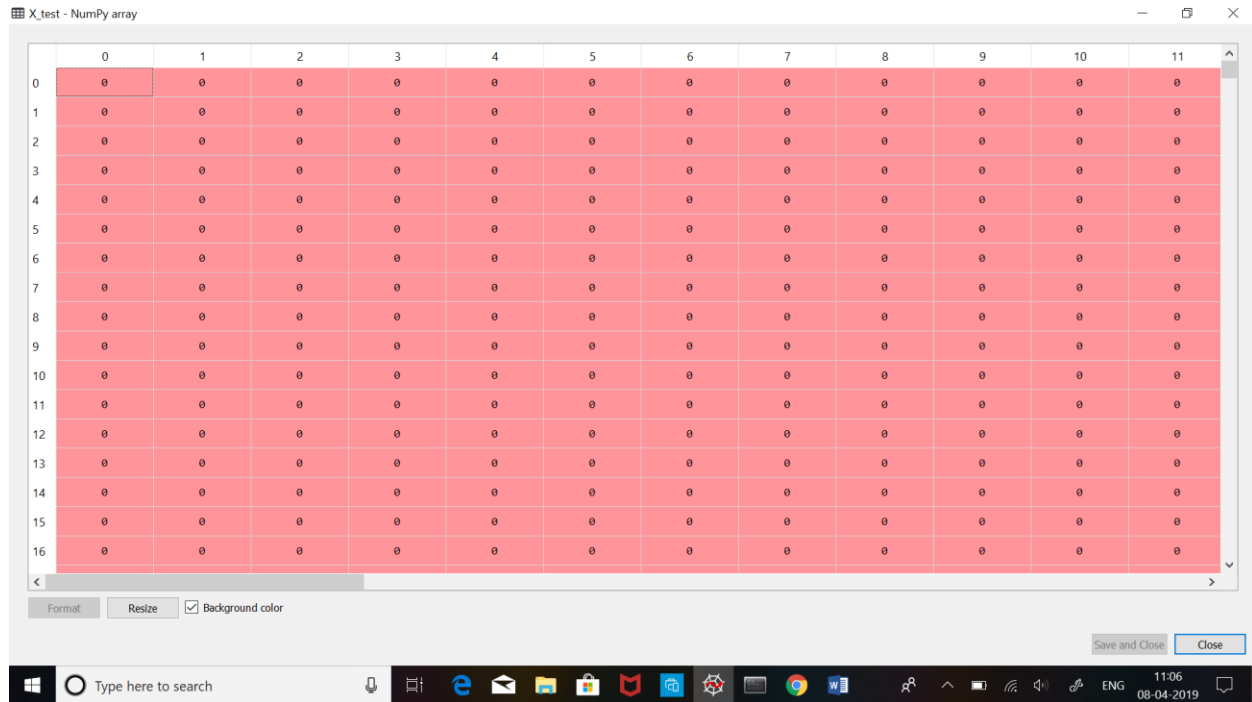 X_test - NumPy array
0 1 2 3 4 5 6 7 8 9 10 11
0 0 0 0 0 0 0 0 0 0 0 0 0
1 0 0 0 0 0 0 0 0 0 0 0 0
2 0 0 0 0 0 0 0 0 0 0 0 0
3 0 0 0 0 0 0 0 0 0 0 0 0
4 0 0 0 0 0 0 0 0 0 0 0 0
5 0 0 0 0 0 0 0 0 0 0 0 0
6 0 0 0 0 0 0 0 0 0 0 0 0
7 0 0 0 0 0 0 0 0 0 0 0 0
8 0 0 0 0 0 0 0 0 0 0 0 0
9 0 0 0 0 0 0 0 0 0 0 0 0
10 0 0 0 0 0 0 0 0 0 0 0 0
11 0 0 0 0 0 0 0 0 0 0 0 0
12 0 0 0 0 0 0 0 0 0 0 0 0
13 0 0 0 0 0 0 0 0 0 0 0 0
14 0 0 0 0 0 0 0 0 0 0 0 0
15 0 0 0 0 0 0 0 0 0 0 0 0
16 0 0 0 0 0 0 0 0 0 0 0 0
Format Resize Background color
Save and Close Close
Type here to search ENG 11:06
08-04-2019